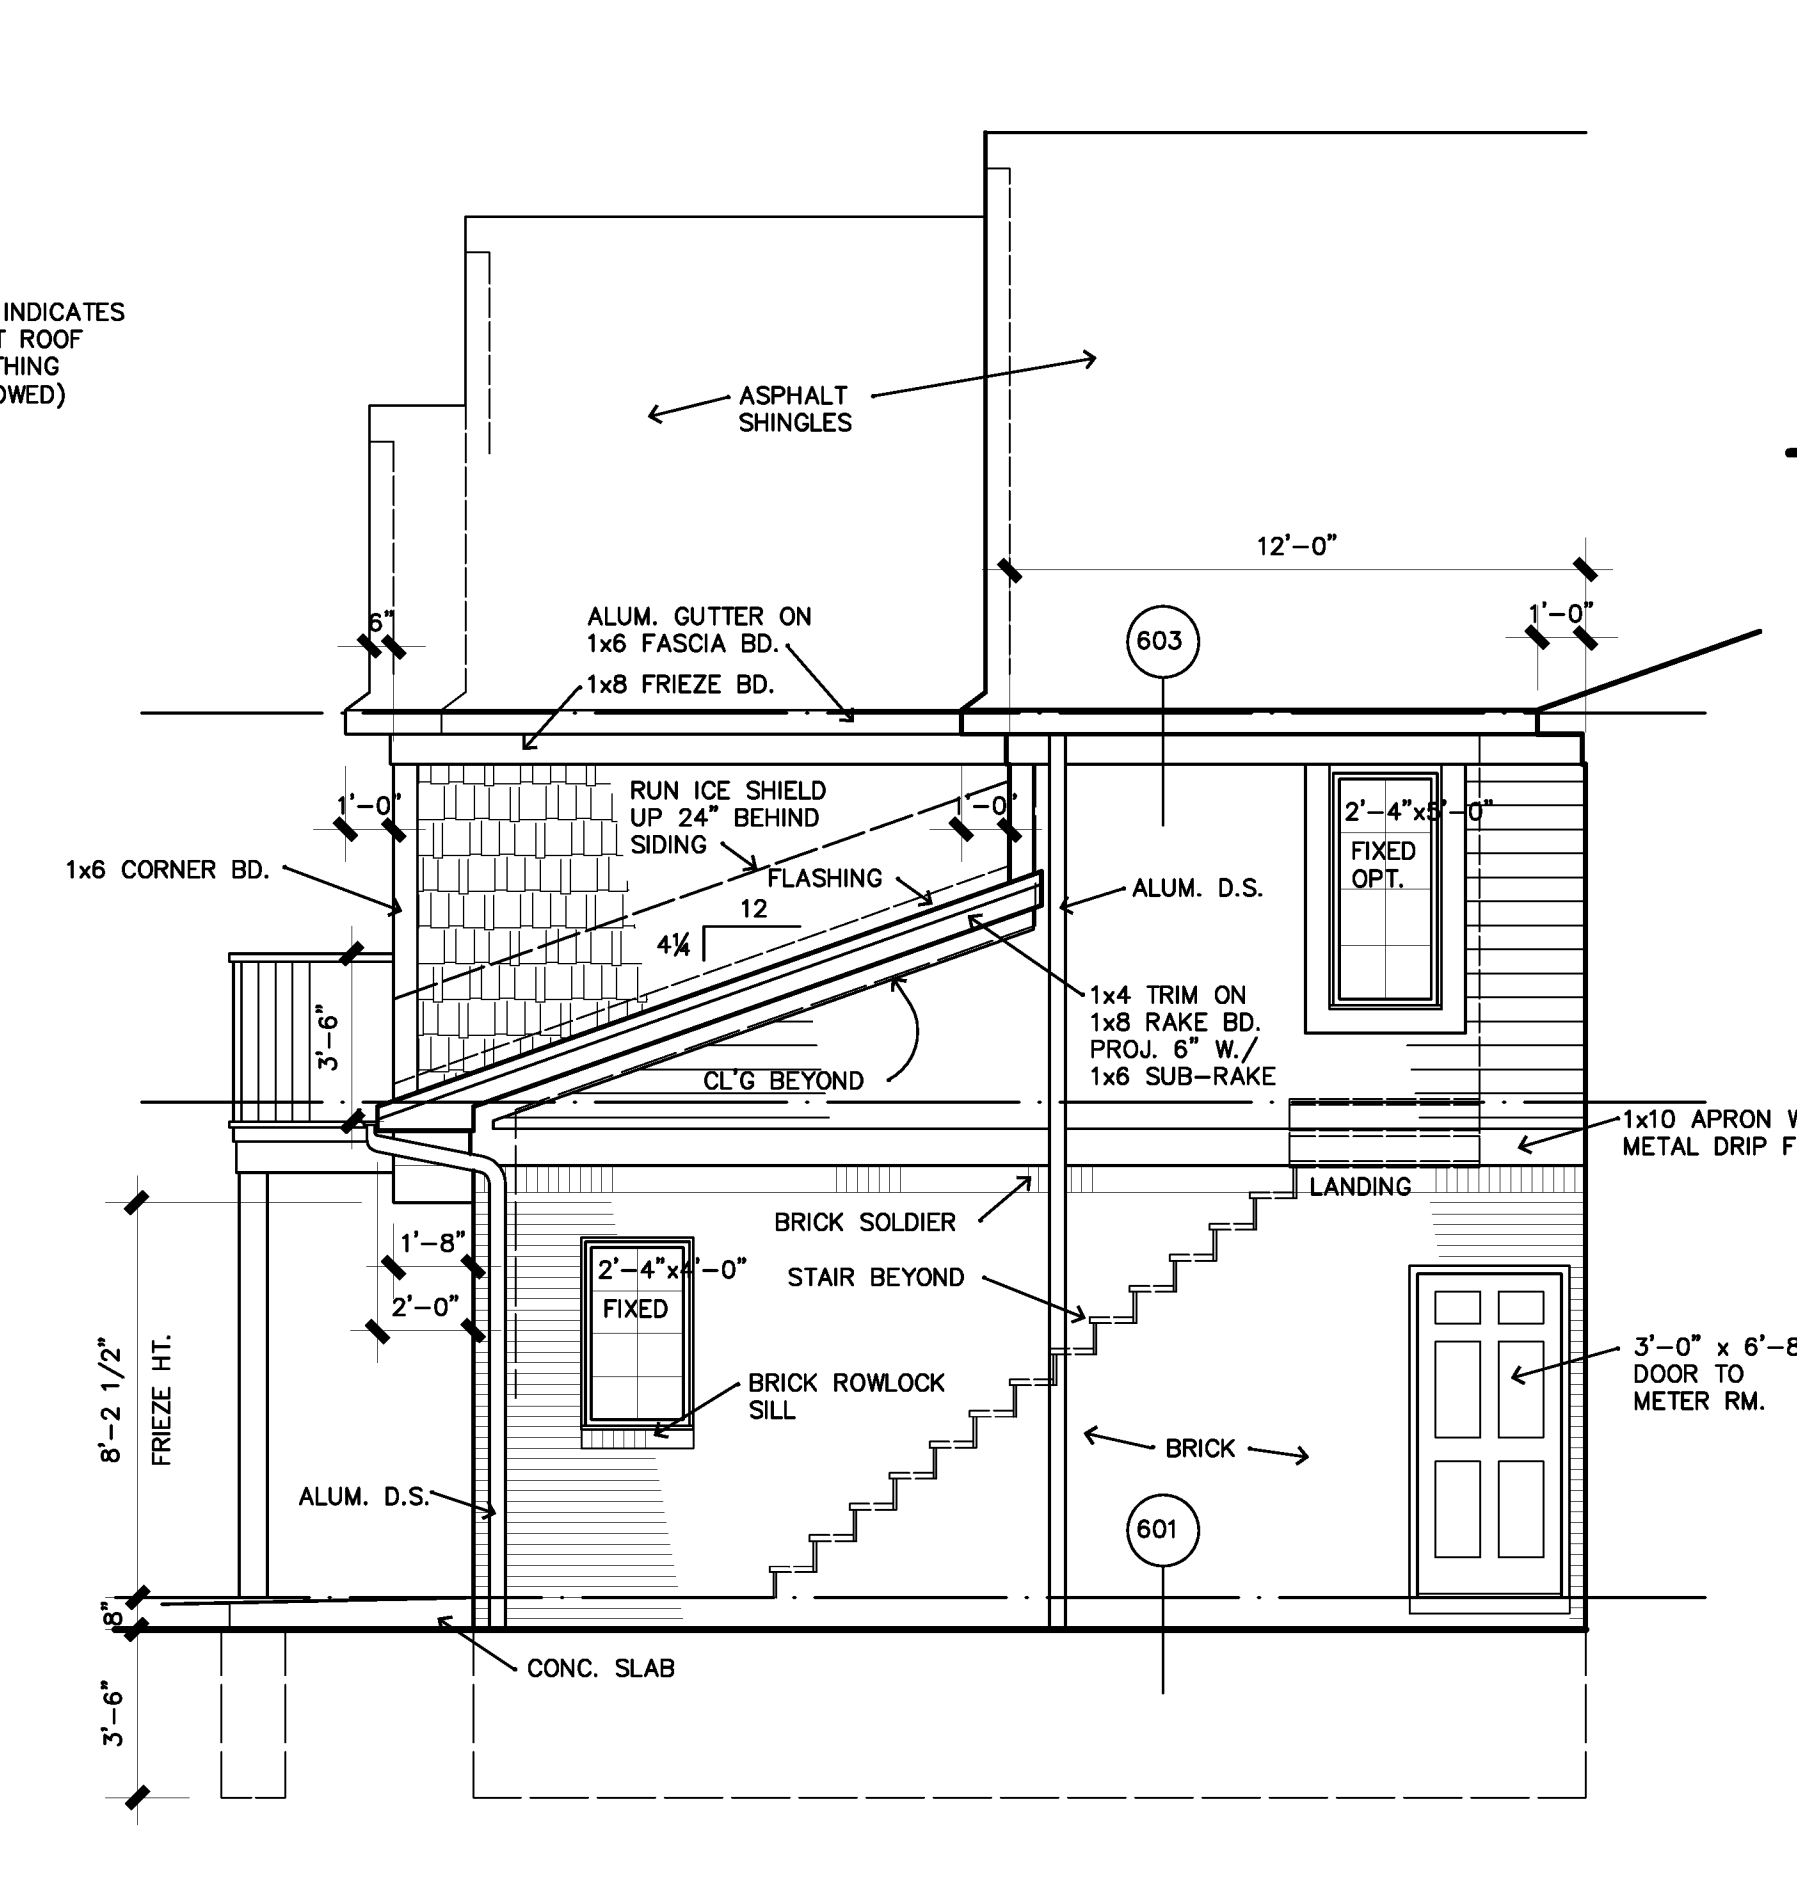 INDICATES
ROOF
ASPHALT
SHINGLES
12'-0"
1'-0"
6"
ALUM. GUTTER ON
1x6 FASCIA BD.
1x8 FRIEZE BD.
603
RUN ICE SHIELD
UP 24" BEHIND
SIDING
1'-0"
1'-0"
2'-4"x5'-0"
FIXED
OPT.
1x6 CORNER BD.
FLASHING
ALUM. D.S.
12
4 1/4
3'-6"
1x4 TRIM ON
1x8 RAKE BD.
PROJ. 6" W./
1x6 SUB-RAKE
CL'G BEYOND
1x10 APRON
METAL DRIP
LANDING
BRICK SOLDIER
1'-8"
2'-4"x4'-0"
STAIR BEYOND
2'-0"
FIXED
8'-2 1/2"
FRIEZE HT.
3'-0" x 6'-8
DOOR TO
METER RM.
BRICK ROWLOCK
SILL
BRICK
ALUM. D.S.
601
8"
CONC. SLAB
3'-6"